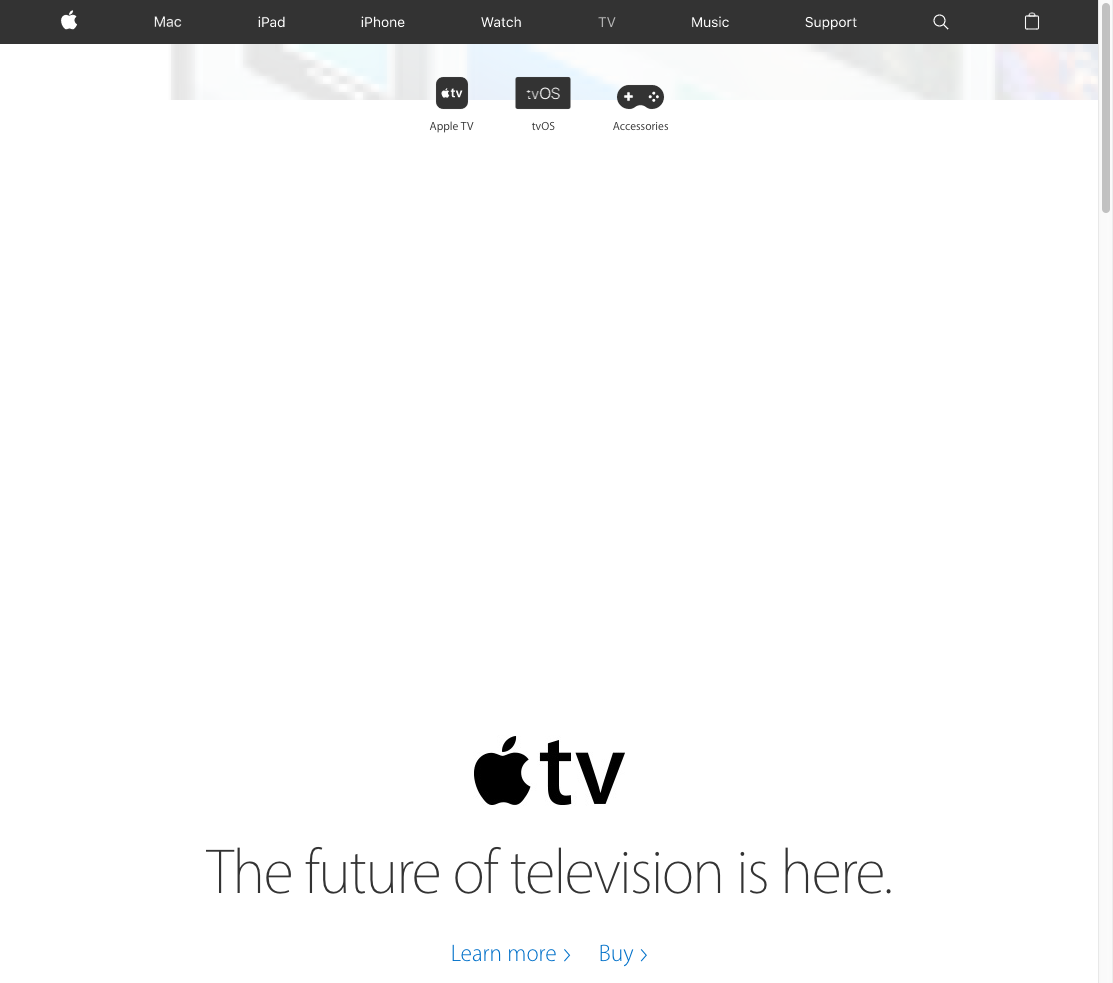 Mac iPad iPhone Watch TV Music Support
tv tvOS
Apple TV tvOS Accessories
tv
The future of television is here.
Learn more > Buy >